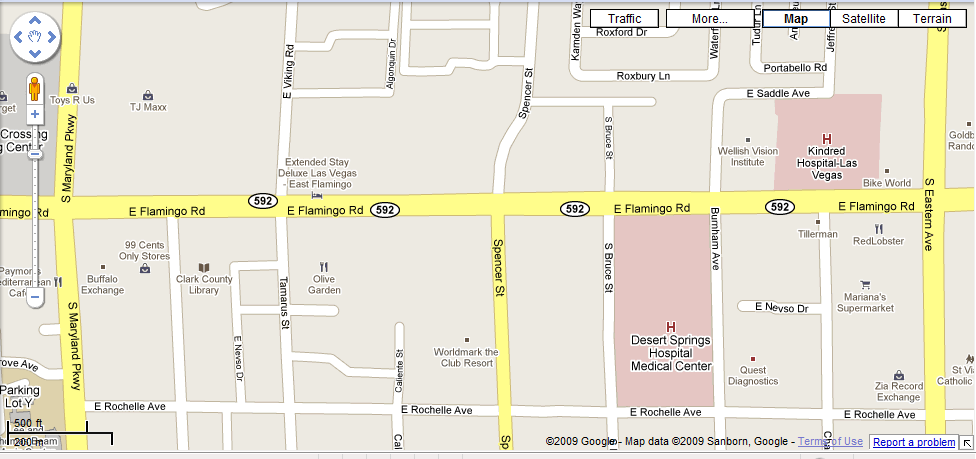 Traffic
More...
Map
Satellite
Terrain
Toys R Us
TJ Maxx
Crossing
S Maryland Pkwy
E Viking Rd
Algonquin Dr
Spencer St
Roxford Dr
Roxbury Ln
Portabello Rd
E Saddle Ave
S Bruce St
Wellish Vision
Institute
H
Kindred
Hospital-Las
Vegas
Bike World
S Eastern Ave
Extended Stay
Deluxe Las Vegas
- East Flamingo
592
592
592
592
E Flamingo Rd
E Flamingo Rd
E Flamingo Rd
E Flamingo Rd
99 Cents
Only Stores
Buffalo
Exchange
Clark County
Library
Olive
Garden
Tamarus St
E Nevso Dr
Caliente St
Spencer St
S Bruce St
Burnham Ave
Tillerman
RedLobster
Mariana's
Supermarket
E Nevso Dr
H
Desert Springs
Hospital
Medical Center
Worldmark the
Club Resort
Quest
Diagnostics
Zia Record
Exchange
S Maryland Pkwy
Parking
Lot-Y
E Rochelle Ave
E Rochelle Ave
E Rochelle Ave
E Rochelle Ave
500 ft
200 m
©2009 Google - Map data ©2009 Sanborn, Google - Terms of Use
Report a problem